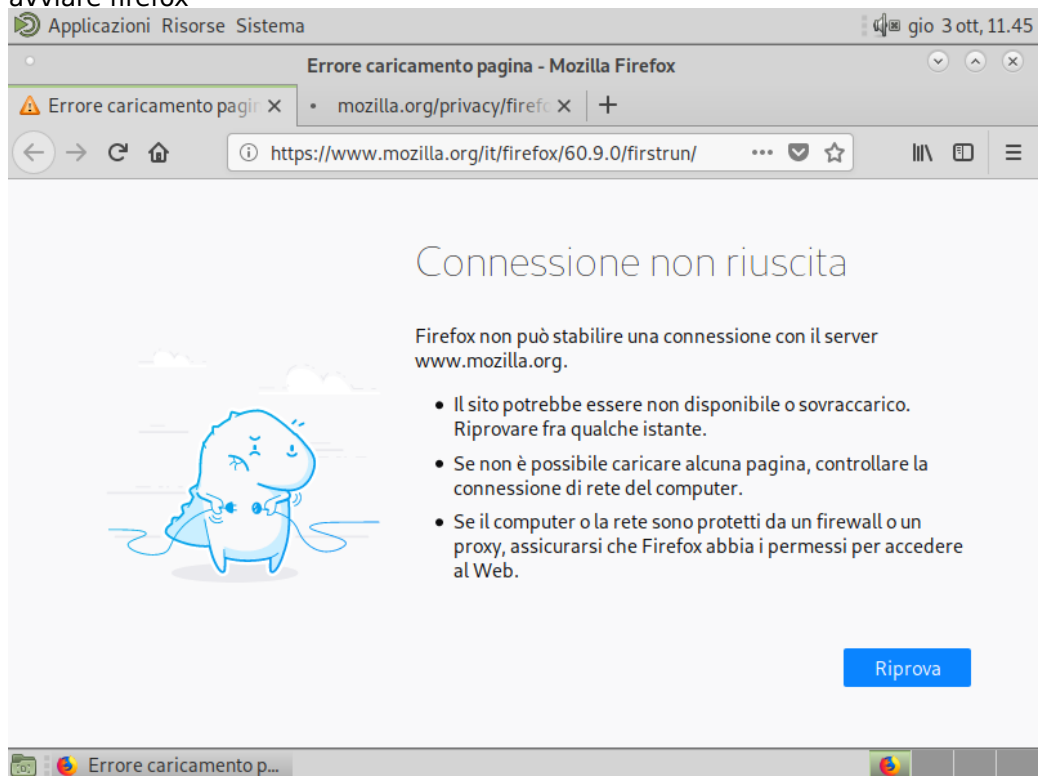 avviare firefox
Applicazioni Risorse Sistema gio 3 ott, 11.45
Errore caricamento pagina - Mozilla Firefox
Errore caricamento pagin mozilla.org/privacy/firefo
https://www.mozilla.org/it/firefox/60.9.0/firstrun/
Connessione non riuscita
Firefox non può stabilire una connessione con il server
www.mozilla.org.
• Il sito potrebbe essere non disponibile o sovraccarico.
Riprovare fra qualche istante.
• Se non è possibile caricare alcuna pagina, controllare la
connessione di rete del computer.
• Se il computer o la rete sono protetti da un firewall o un
proxy, assicurarsi che Firefox abbia i permessi per accedere
al Web.
Riprova
Errore caricamento p...